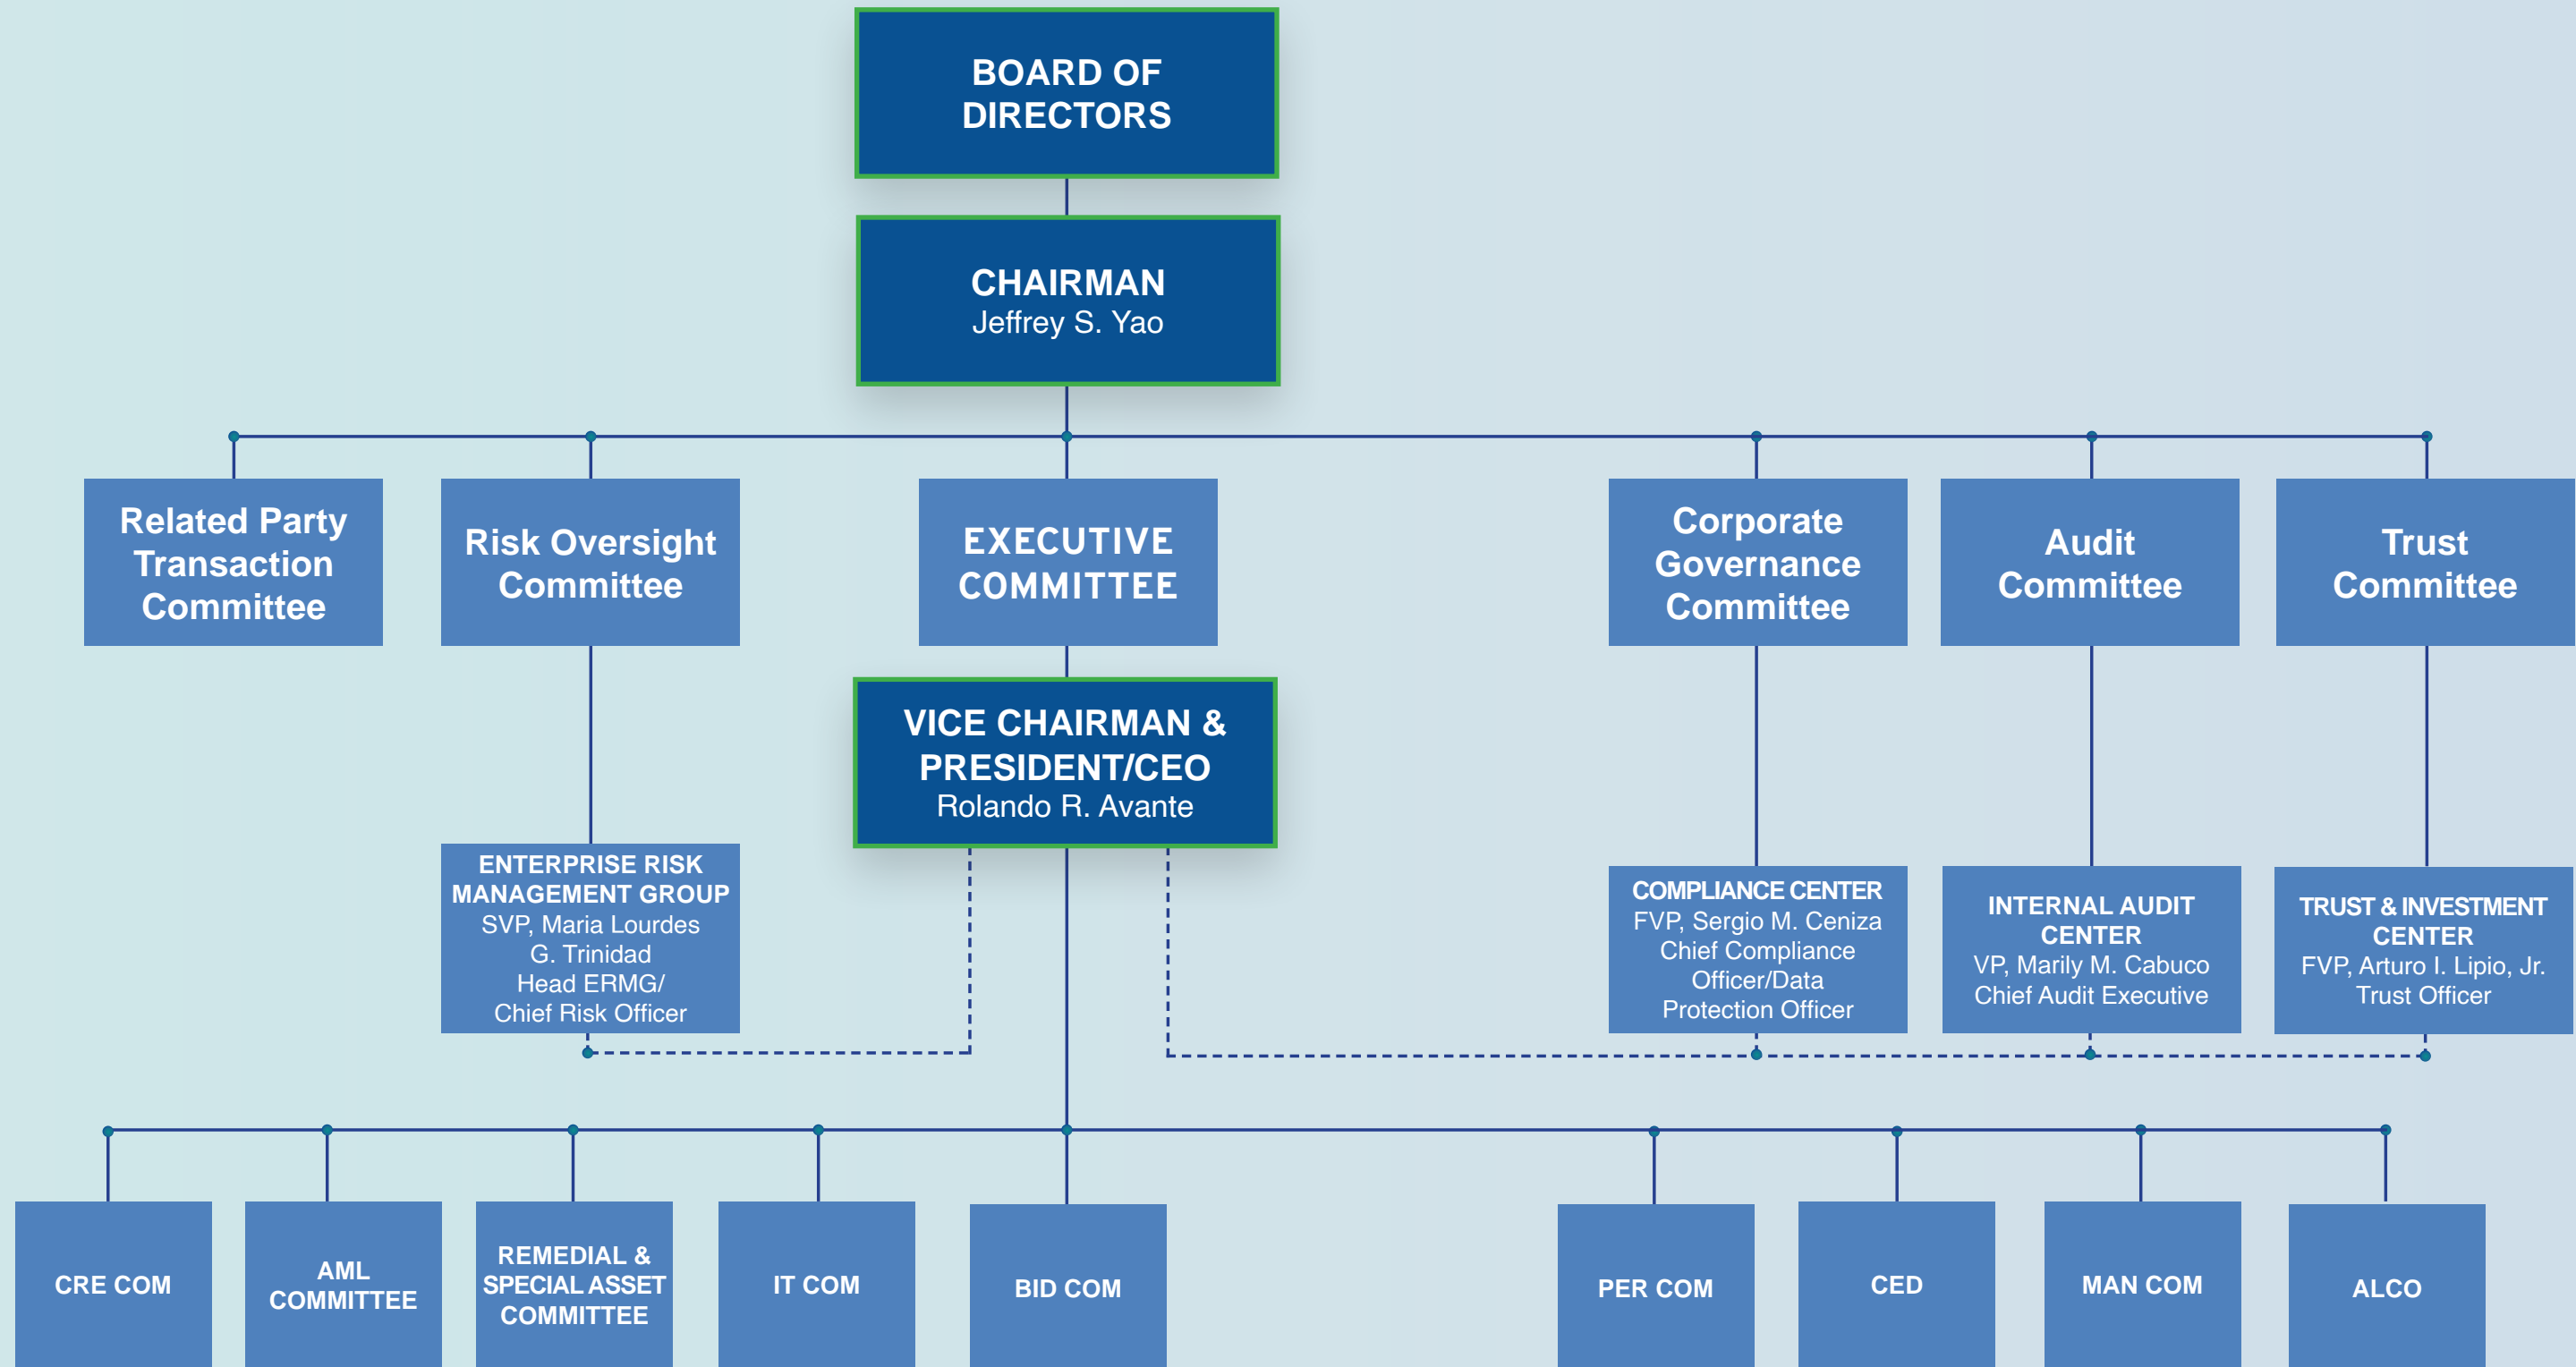 BOARD OF
DIRECTORS
CHAIRMAN
Jeffrey S. Yao
Related Party
Transaction
Committee
Risk Oversight
Committee
EXECUTIVE
COMMITTEE
Corporate
Governance
Committee
Audit
Committee
Trust
Committee
VICE CHAIRMAN &
PRESIDENT/CEO
Rolando R. Avante
ENTERPRISE RISK
MANAGEMENT GROUP
SVP, Maria Lourdes
G. Trinidad
Head ERMG/
Chief Risk Officer
COMPLIANCE CENTER
FVP, Sergio M. Ceniza
Chief Compliance
Officer/Data
Protection Officer
INTERNAL AUDIT
CENTER
VP, Marily M. Cabuco
Chief Audit Executive
TRUST & INVESTMENT
CENTER
FVP, Arturo I. Lipio, Jr.
Trust Officer
CRE COM
AML
COMMITTEE
REMEDIAL &
SPECIAL ASSET
COMMITTEE
IT COM
BID COM
PER COM
CED
MAN COM
ALCO